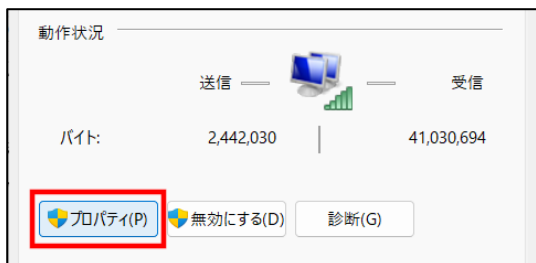 動作状況
送信 受信
バイト: 2,442,030 41,030,694
プロパティ(P) 無効にする(D) 診断(G)